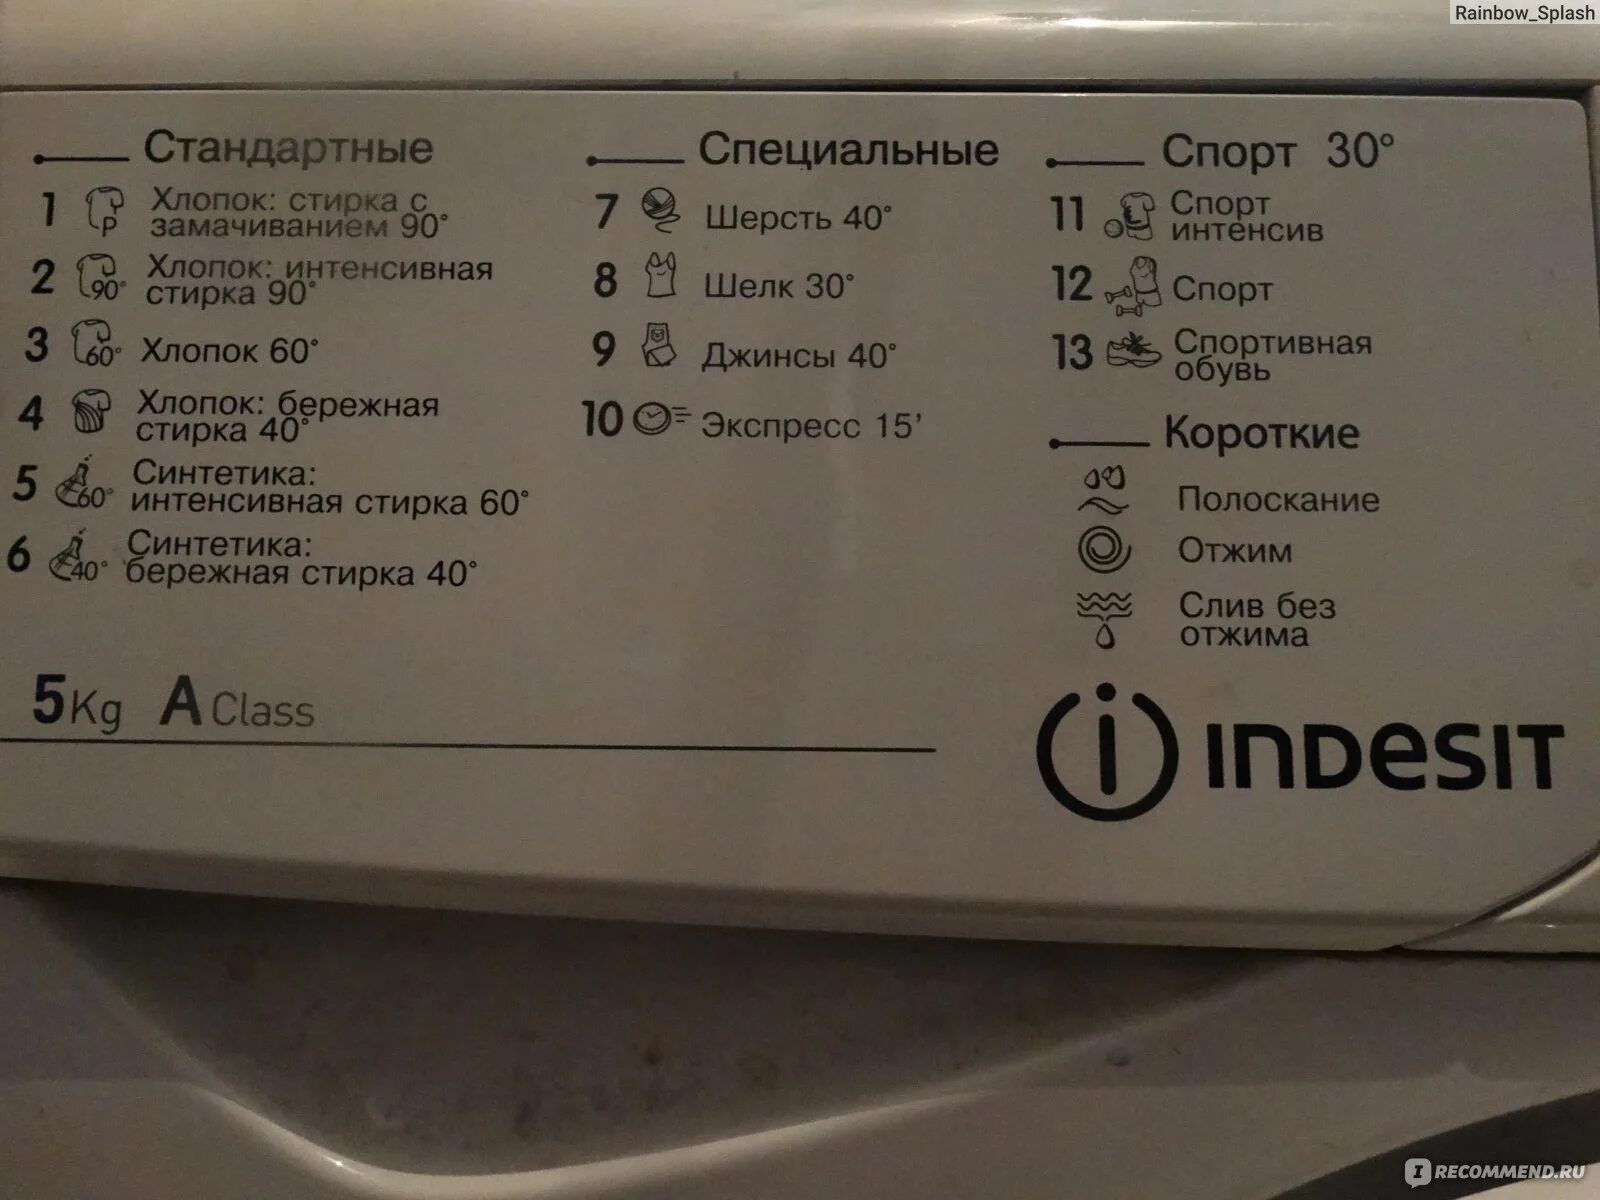 Rainbow_Splash
Стандартные
1 P Хлопок: стирка с
замачиванием 90°
2 90° Хлопок: интенсивная
стирка 90°
3 60° Хлопок 60°
4 Хлопок: бережная
стирка 40°
5 60° Синтетика:
интенсивная стирка 60°
6 40° Синтетика:
бережная стирка 40°
5Kg A Class
Специальные
7 Шерсть 40°
8 Шелк 30°
9 Джинсы 40°
10 Экспресс 15'
Спорт 30°
11 Спорт
интенсив
12 Спорт
13 Спортивная
обувь
Короткие
Полоскание
Отжим
Слив без
отжима
INDESIT
IRECOMMEND.RU